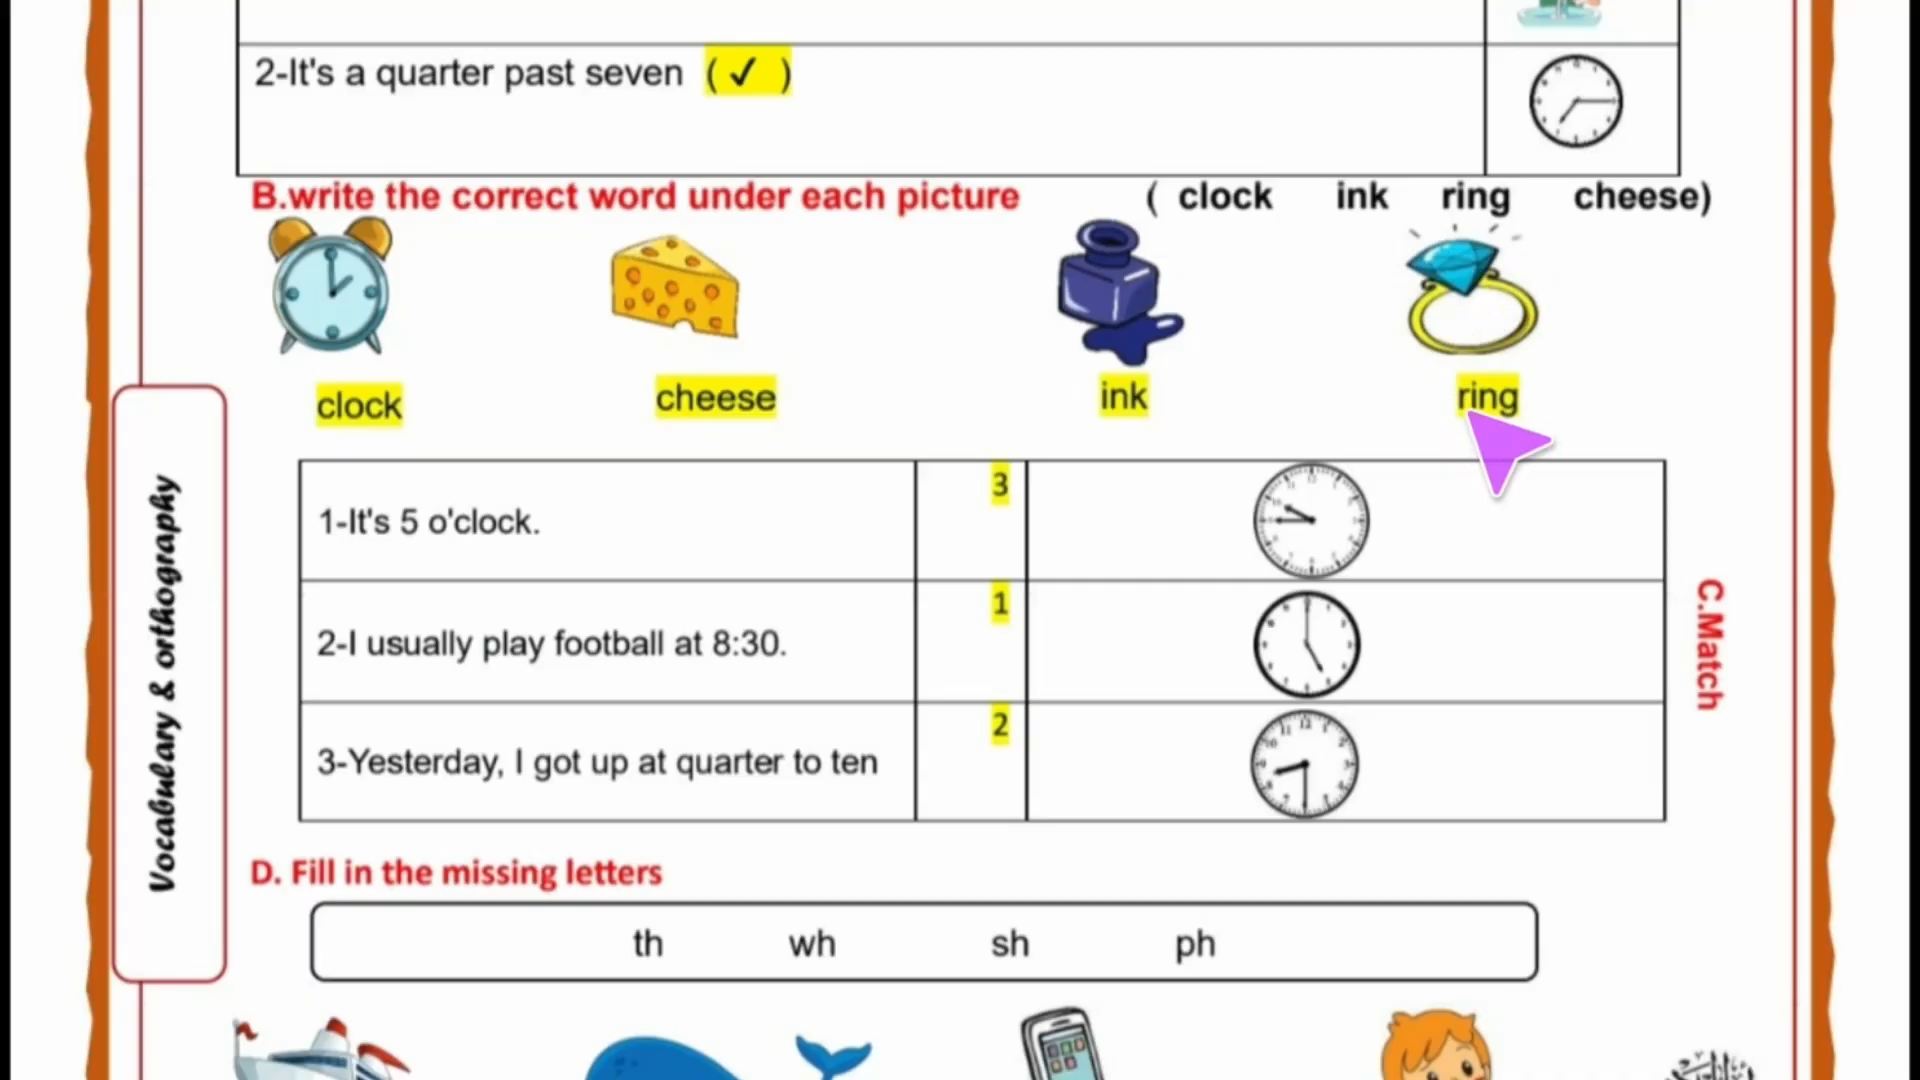 2-It's a quarter past seven ( ✓ )
B.write the correct word under each picture ( clock ink ring cheese)
clock cheese ink ring
1-It's 5 o'clock. 3
2-I usually play football at 8:30. 1
3-Yesterday, I got up at quarter to ten 2
C.Match
Vocabulary & orthography
D. Fill in the missing letters
th wh sh ph